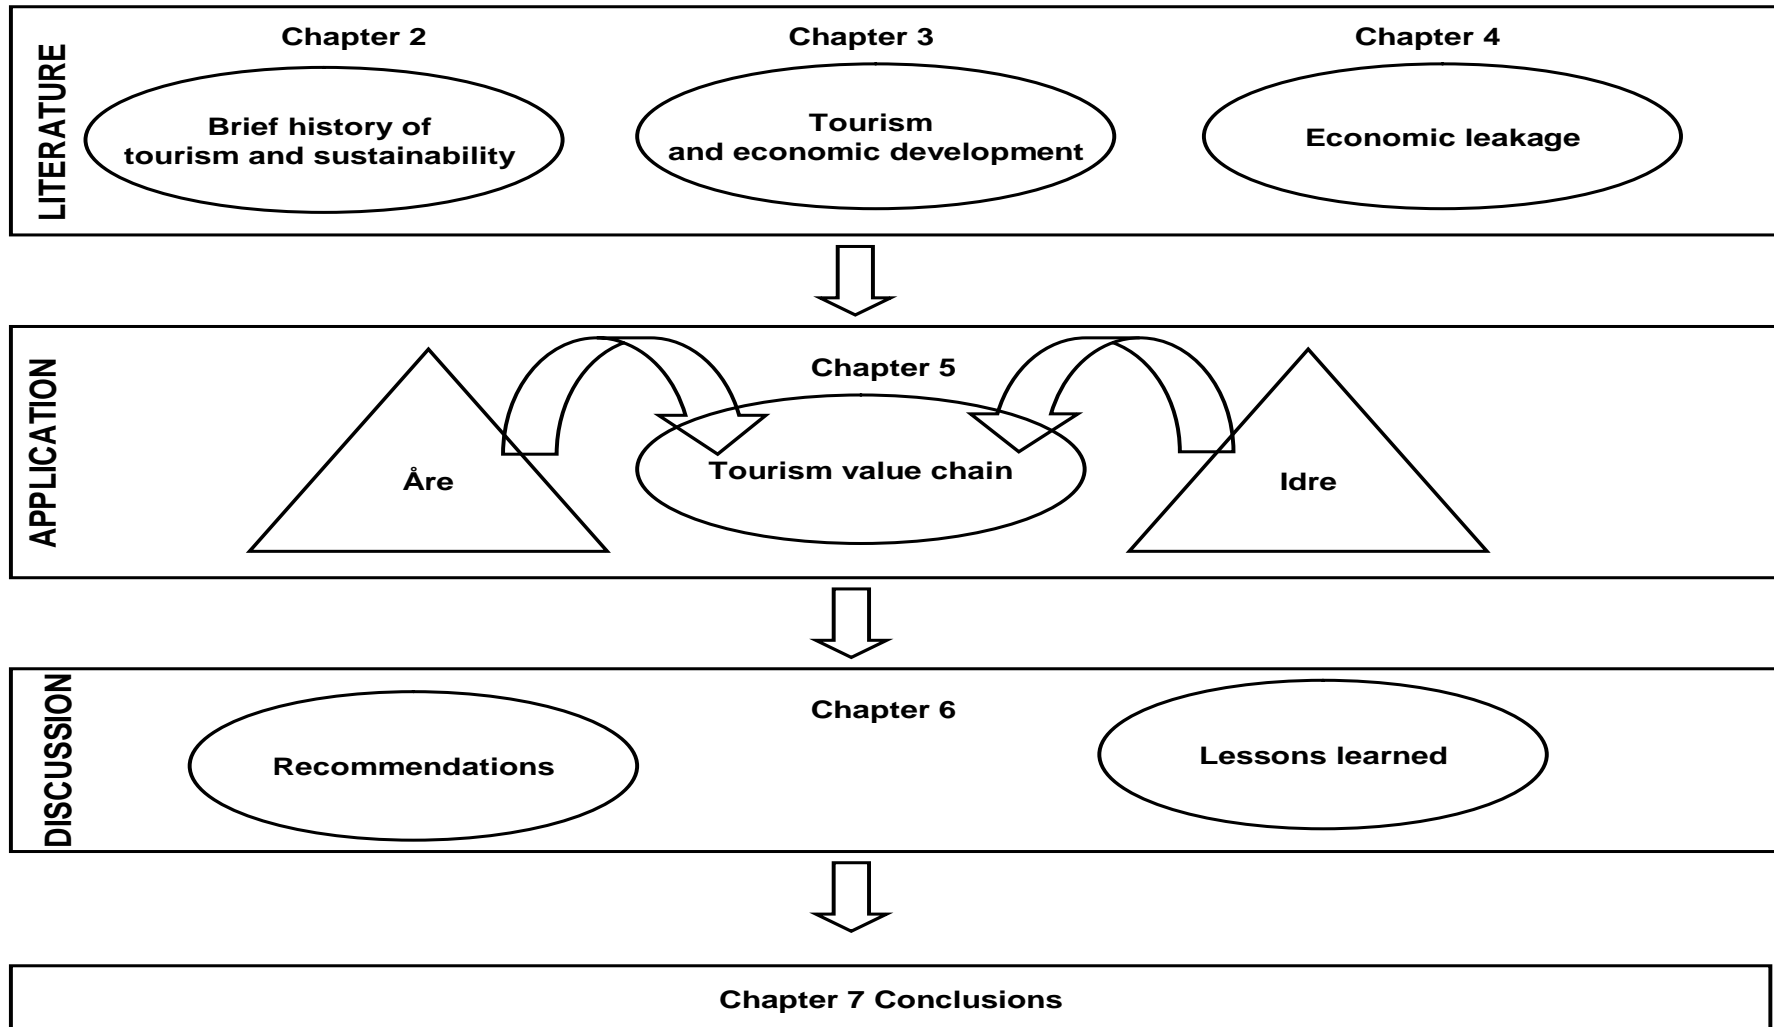 LITERATURE
Chapter 2
Chapter 3
Chapter 4
Brief history of
tourism and sustainability
Tourism
and economic development
Economic leakage
APPLICATION
Chapter 5
Åre
Tourism value chain
Idre
DISCUSSION
Chapter 6
Recommendations
Lessons learned
Chapter 7 Conclusions